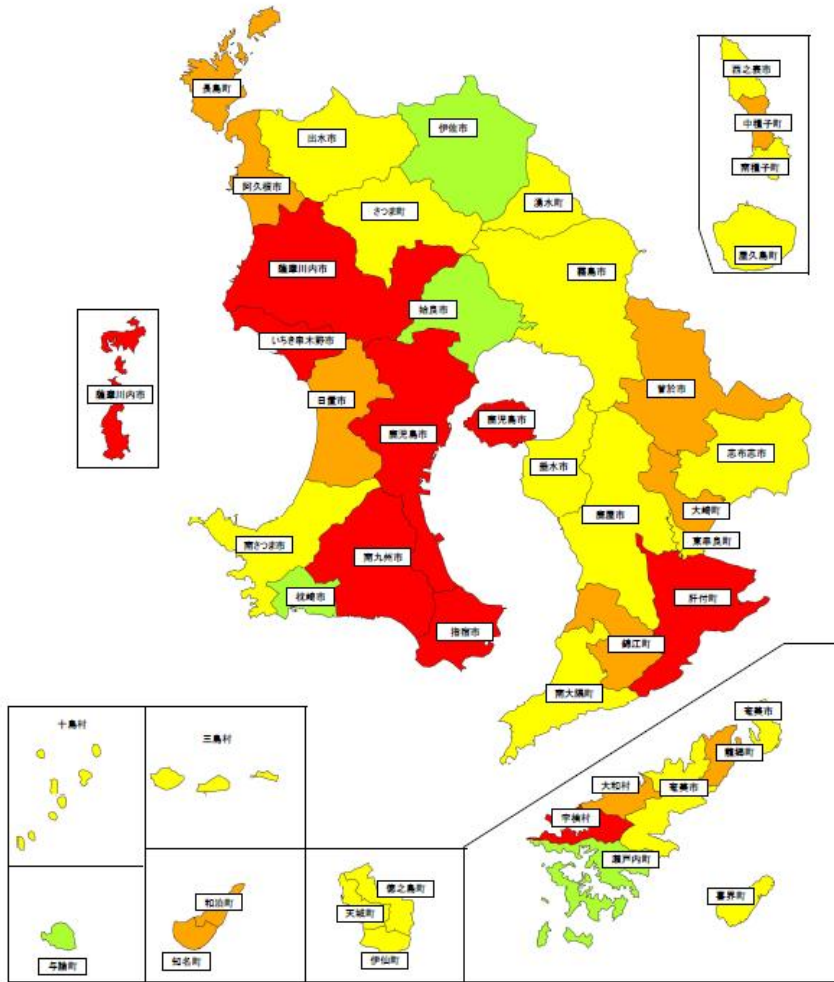 長島町
西之表市
出水市
伊佐市
中種子町
南種子町
阿久根市
湧水町
さつま町
屋久島町
霧島市
薩摩川内市
姶良市
いちき串木野市
薩摩川内市
日置市
曽於市
鹿児島市
鹿児島市
志布志市
垂水市
大崎町
鹿屋市
東串良町
南さつま市
南九州市
肝付町
枕崎市
指宿市
錦江町
南大隅町
奄美市
十島村
三島村
龍郷町
大和村
奄美市
宇検村
瀬戸内町
徳之島町
喜界町
和泊町
天城町
与論町
知名町
伊仙町